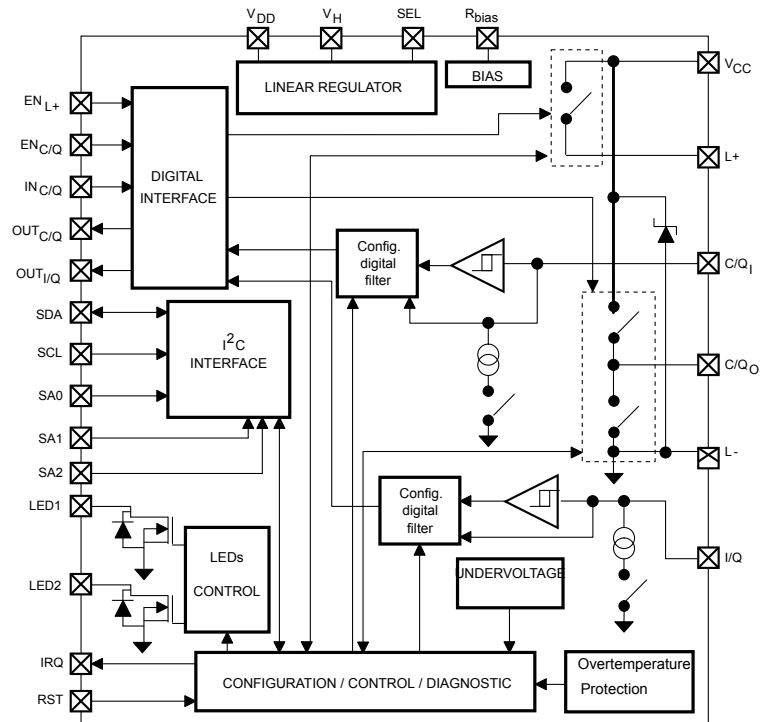 VDD
VH
SEL
Rbias
LINEAR REGULATOR
BIAS
VCC
ENL+
ENC/Q
INC/Q
OUTC/Q
OUTI/Q
DIGITAL
INTERFACE
L+
Config.
digital
filter
C/QI
SDA
SCL
SA0
SA1
SA2
I2C
INTERFACE
C/QO
L-
LED1
LED2
LEDs
CONTROL
Config.
digital
filter
UNDERVOLTAGE
I/Q
IRQ
RST
CONFIGURATION / CONTROL / DIAGNOSTIC
Overtemperature
Protection